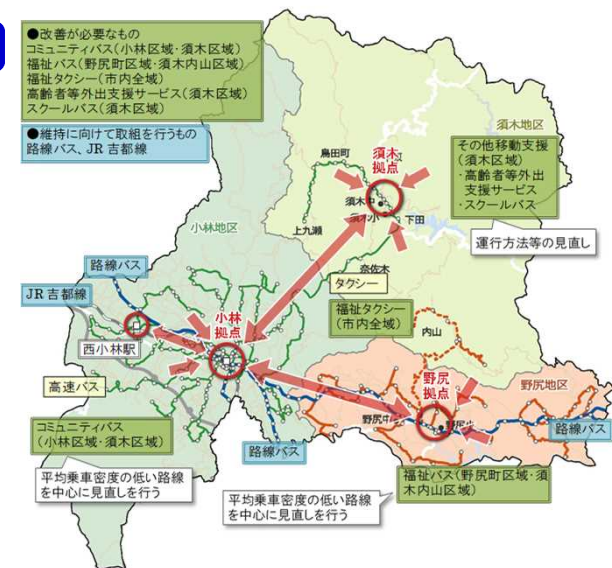 ●改善が必要なもの
コミュニティバス(小林区域・須木区域)
福祉バス(野尻町区域・須木内山区域)
福祉タクシー(市内全域)
高齢者等外出支援サービス(須木区域)
スクールバス(須木区域)
●維持に向けて取組を行うもの
路線バス、JR 吉都線
須木地区
その他移動支援
(須木区域)
・高齢者等外出
支援サービス
・スクールバス
運行方法等の見直し
鳥田町
須木
拠点
須木中
下田
上九瀬
奈佐木
小林地区
路線バス
JR 吉都線
タクシー
福祉タクシー
(市内全域)
小林
拠点
西小林駅
内山
高速バス
野尻
拠点
野尻地区
野尻中
路線バス
コミュニティバス
(小林区域・須木区域)
路線バス
平均乗車密度の低い路線
を中心に見直しを行う
福祉バス(野尻町区域・須
木内山区域)
平均乗車密度の低い路線
を中心に見直しを行う